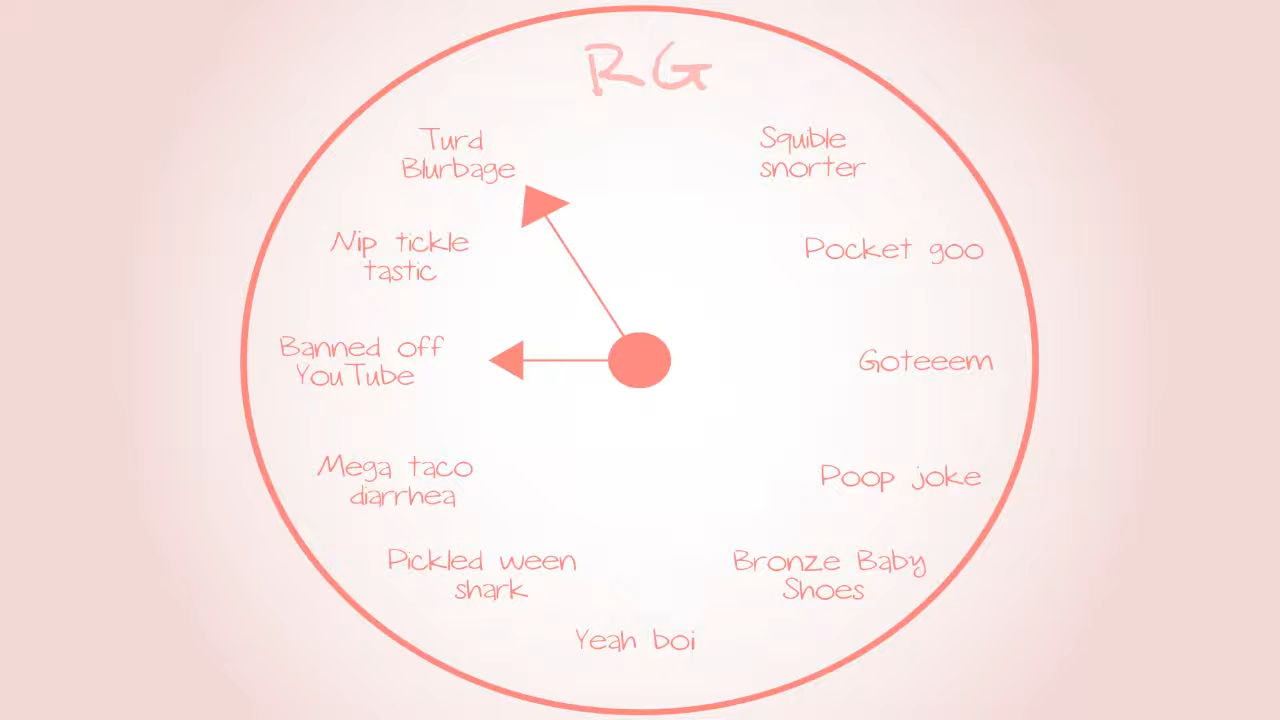 RG
Turd
Blurbage
Squible
snorter
Nip tickle
tastic
Pocket goo
Banned off
YouTube
Goteeem
Mega taco
diarrhea
Poop joke
Pickled ween
shark
Bronze Baby
Shoes
Yeah boi